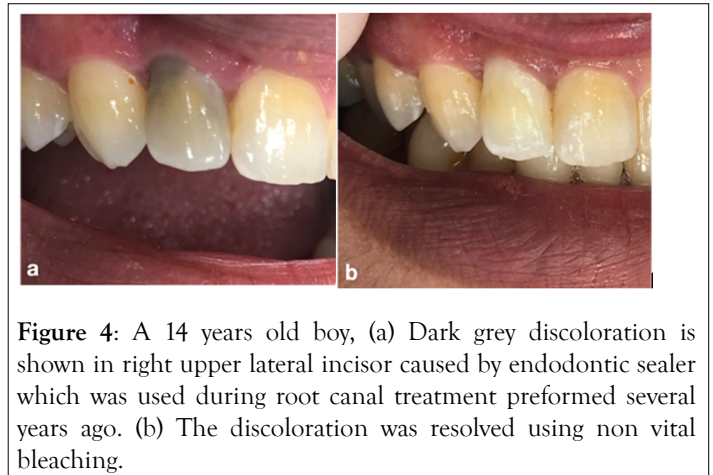 a
b
Figure 4: A 14 years old boy, (a) Dark grey discoloration is
shown in right upper lateral incisor caused by endodontic sealer
which was used during root canal treatment preformed several
years ago. (b) The discoloration was resolved using non vital
bleaching.